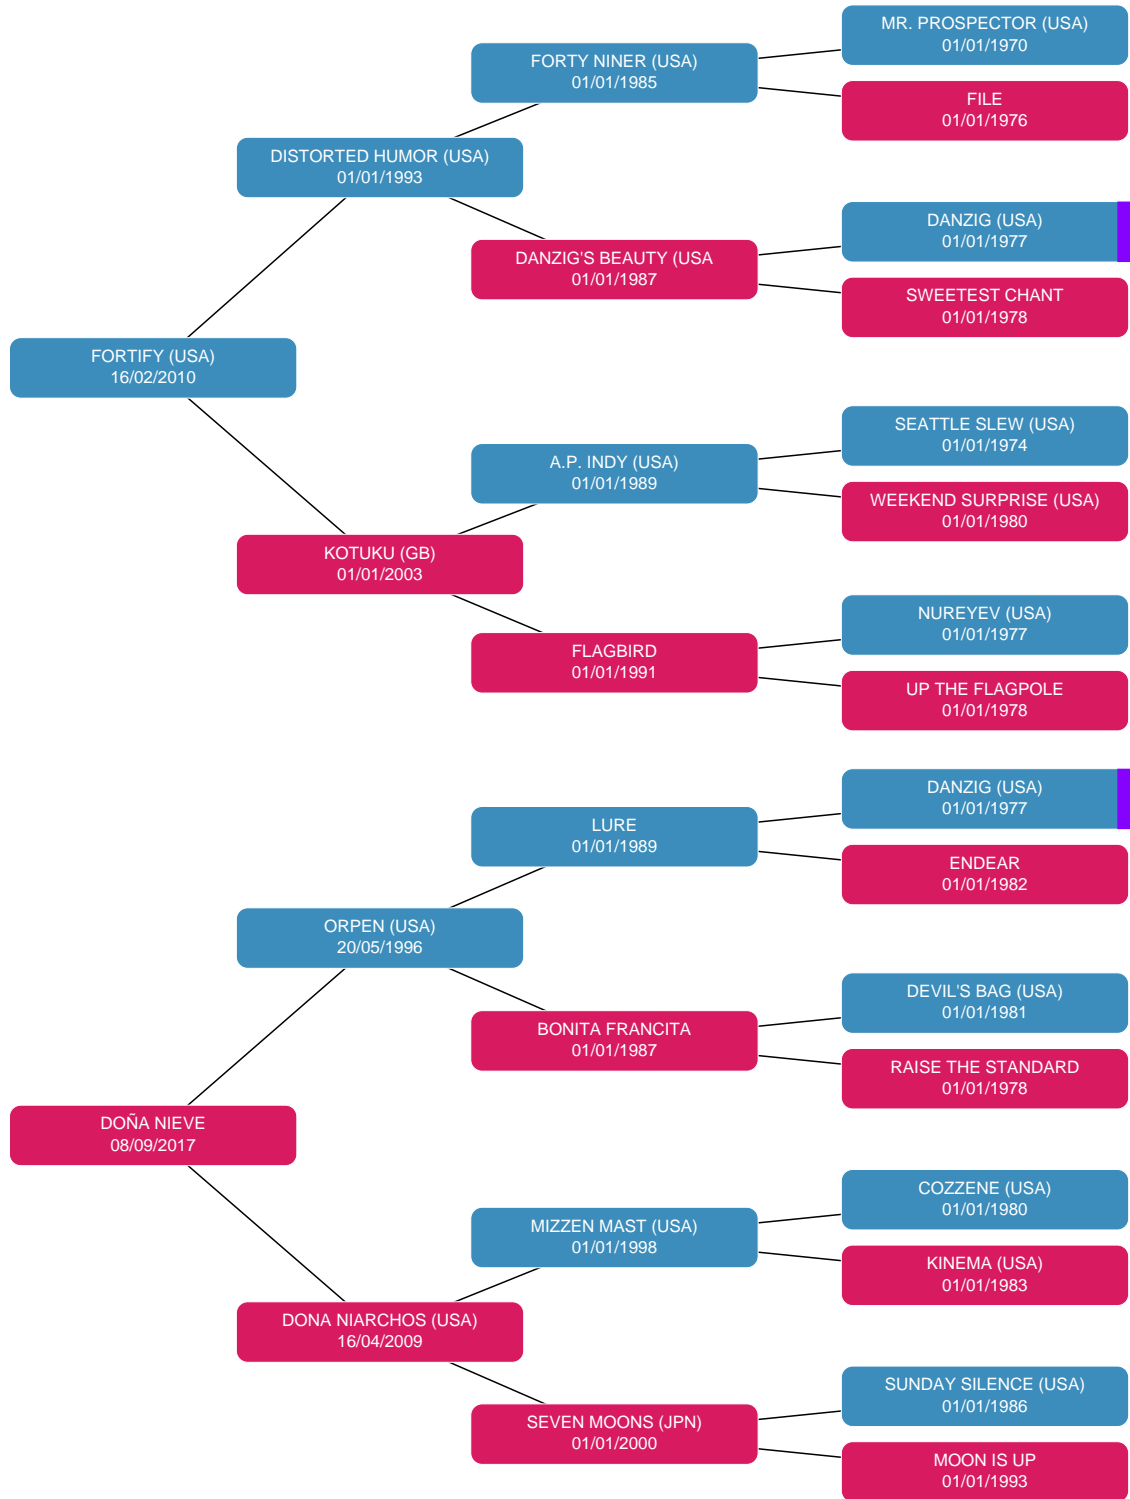 MR. PROSPECTOR (USA)
01/01/1970
FORTY NINER (USA)
01/01/1985
FILE
01/01/1976
DISTORTED HUMOR (USA)
01/01/1993
DANZIG (USA)
01/01/1977
DANZIG'S BEAUTY (USA
01/01/1987
SWEETEST CHANT
01/01/1978
FORTIFY (USA)
16/02/2010
SEATTLE SLEW (USA)
01/01/1974
A.P. INDY (USA)
01/01/1989
WEEKEND SURPRISE (USA)
01/01/1980
KOTUKU (GB)
01/01/2003
NUREYEV (USA)
01/01/1977
FLAGBIRD
01/01/1991
UP THE FLAGPOLE
01/01/1978
DANZIG (USA)
01/01/1977
LURE
01/01/1989
ENDEAR
01/01/1982
ORPEN (USA)
20/05/1996
DEVIL'S BAG (USA)
01/01/1981
BONITA FRANCITA
01/01/1987
RAISE THE STANDARD
01/01/1978
DOÑA NIEVE
08/09/2017
COZZENE (USA)
01/01/1980
MIZZEN MAST (USA)
01/01/1998
KINEMA (USA)
01/01/1983
DONA NIARCHOS (USA)
16/04/2009
SUNDAY SILENCE (USA)
01/01/1986
SEVEN MOONS (JPN)
01/01/2000
MOON IS UP
01/01/1993